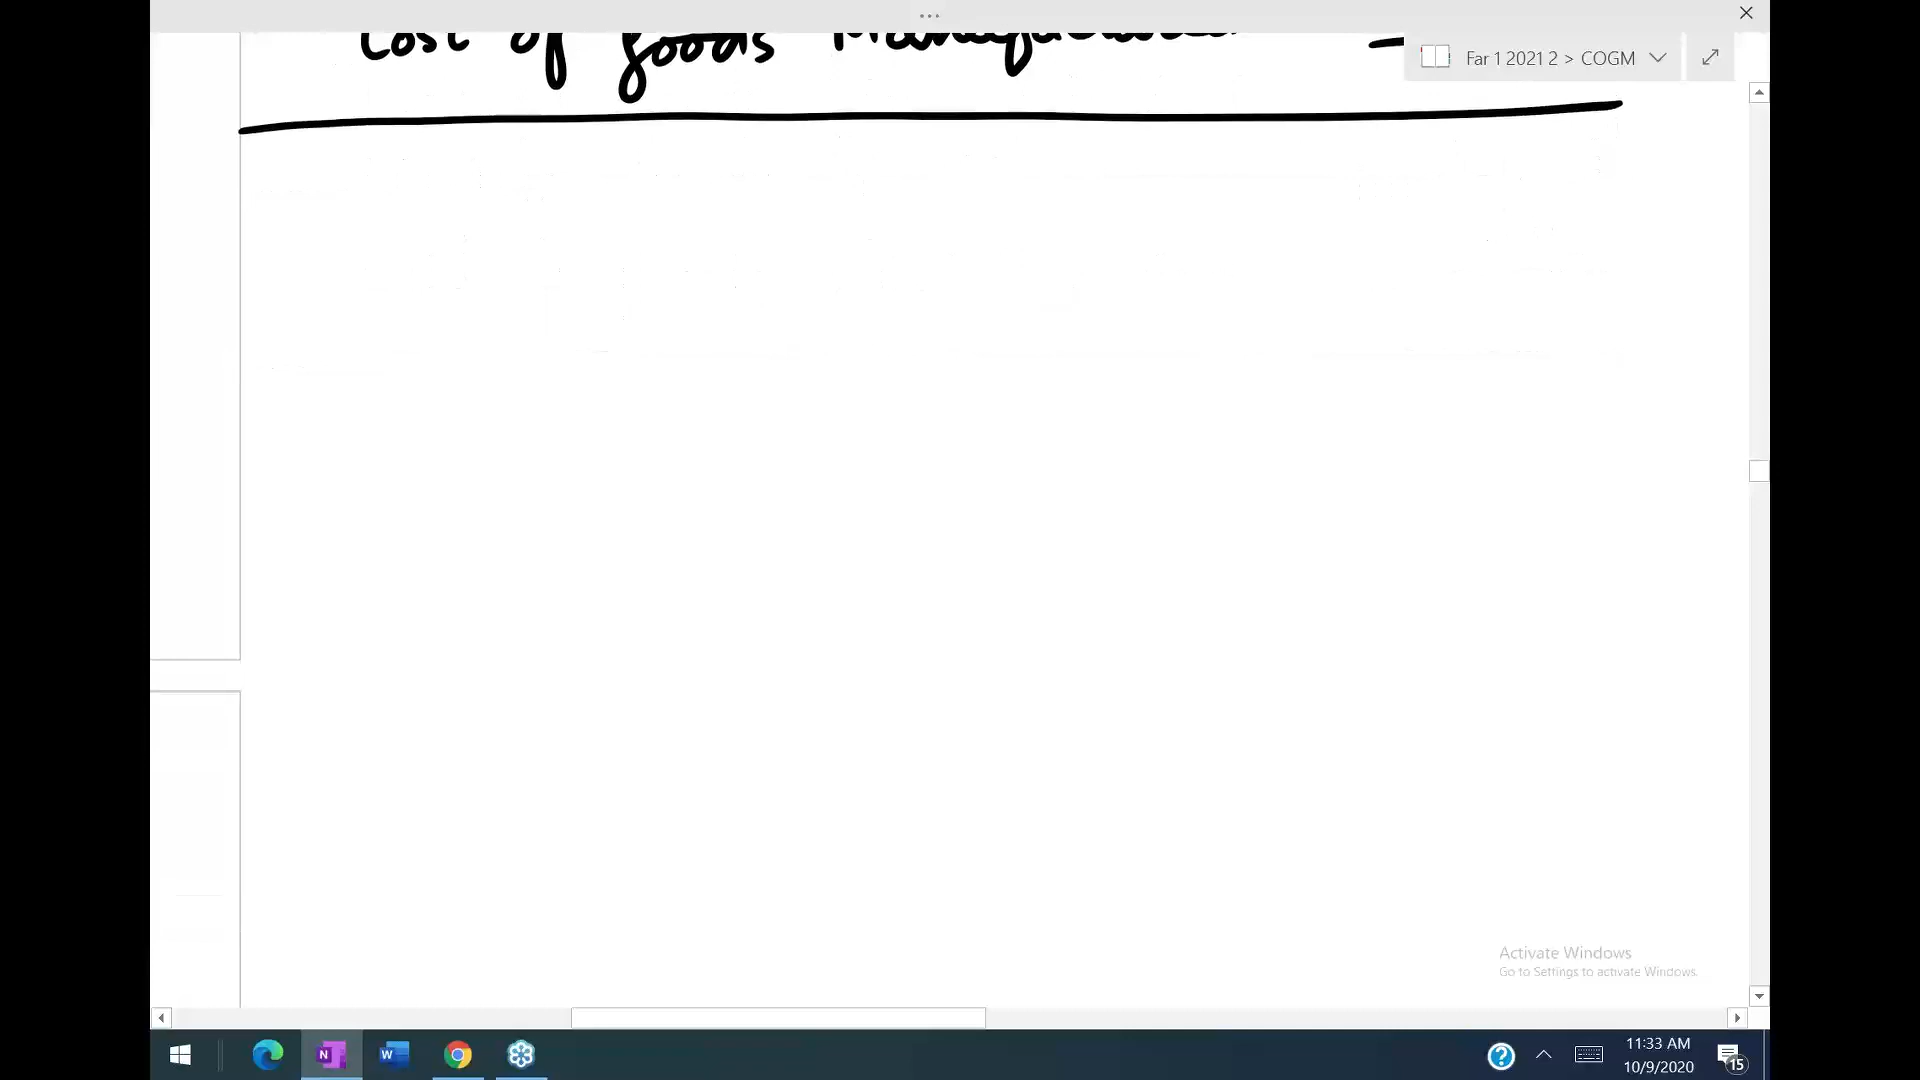 Cost of goods Manufactured
Far 1 2021 2 > COGM
Activate Windows
Go to Settings to activate Windows.
N
W
?
11:33 AM
10/9/2020
15